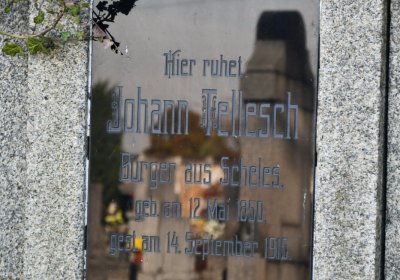 Hier ruhet
Johann Tellesch
Bürger aus Scheles.
geb. am 12. Mai 1850.
gest. am 14. September 1915.